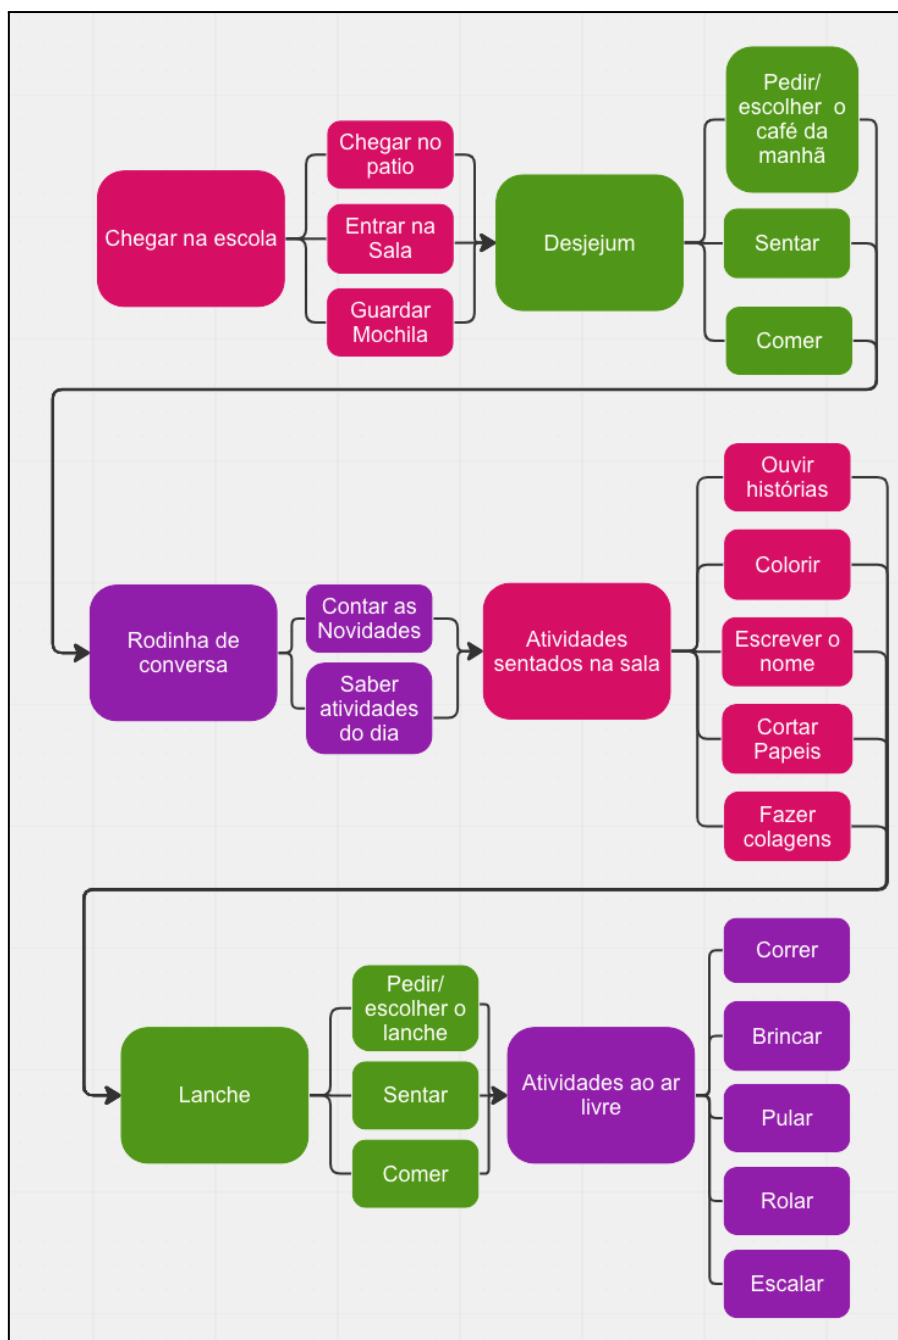 Chegar na escola
Chegar no
patio
Entrar na
Sala
Guardar
Mochila
Desjejum
Pedir/
escolher o
café da
manhã
Sentar
Comer
Rodinha de
conversa
Contar as
Novidades
Saber
atividades
do dia
Atividades
sentados na sala
Ouvir
histórias
Colorir
Escrever o
nome
Cortar
Papeis
Fazer
colagens
Lanche
Pedir/
escolher o
lanche
Sentar
Comer
Atividades ao ar
livre
Correr
Brincar
Pular
Rolar
Escalar